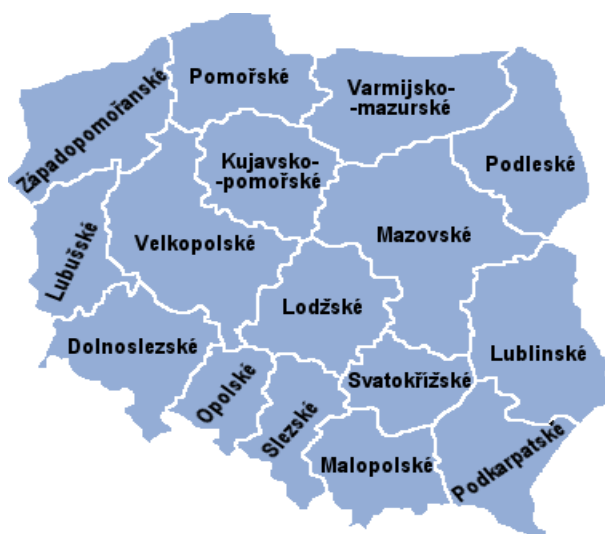 Pomořské
Varmijsko-
-mazurské
Západopomořanské
Kujavsko-
-pomořské
Podleské
Lubušské
Velkopolské
Mazovské
Lodžské
Dolnoslezské
Lublinské
Opolské
Slezské
Svatokřížské
Malopolské
Podkarpatské